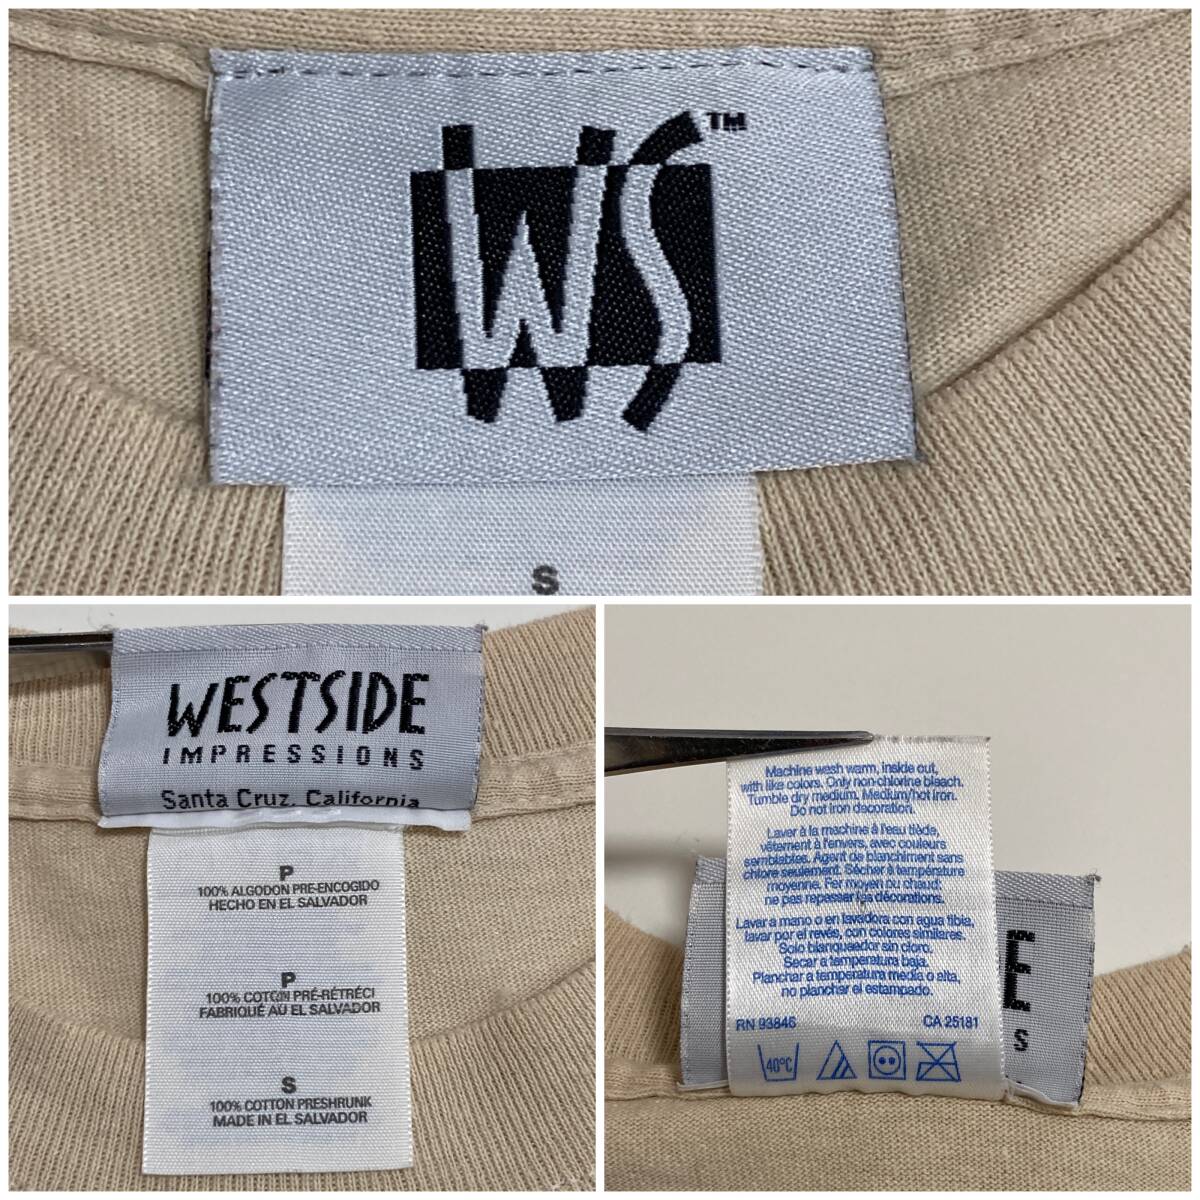 WS™
S
WESTSIDE
IMPRESSIONS
Santa Cruz, California
P
100% ALGODON PRE-ENCOGIDO
HECHO EN EL SALVADOR
P
100% COTON PRÉ-RÉTRÉCI
FABRIQUÉ AU EL SALVADOR
S
100% COTTON PRESHRUNK
MADE IN EL SALVADOR
Machine wash warm, inside out,
with like colors. Only non-chlorine bleach.
Tumble dry medium. Medium/hot iron.
Do not iron decoration.
Laver à la machine à l'eau tiède,
vêtement à l'envers, avec couleurs
semblables. Agent de blanchiment sans
chlore seulement. Sécher à température
moyenne. Fer moyen ou chaud;
ne pas repasser les décorations.
Lavar a mano o en lavadora con agua tibia,
lavar por el revés, con colores similares.
Solo blanqueador sin cloro.
Secar a temperatura baja.
Planchar a temperatura media o alta,
no planchar el estampado.
RN 93846 CA 25181
40°C
E
S